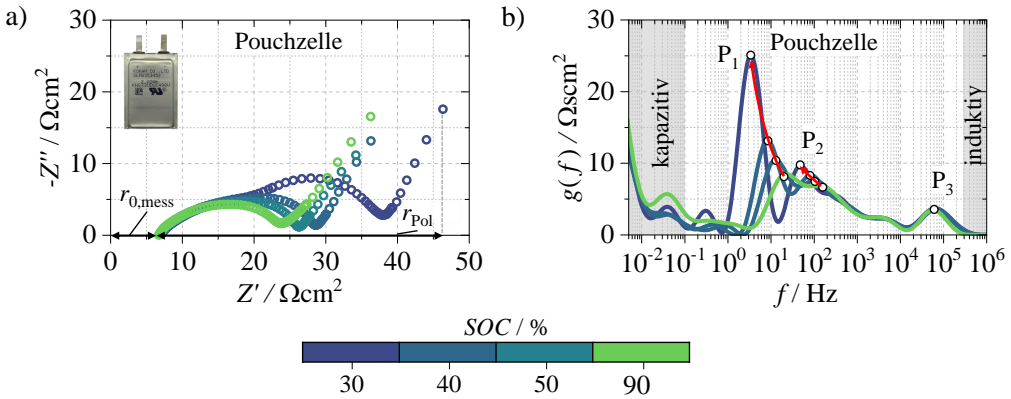 a)
Pouchzelle
-Z'' / Ωcm²
30
20
10
0
r0,mess
rPol
0
10
20
30
40
50
Z' / Ωcm²
b)
Pouchzelle
g(f) / Ωscm²
30
20
10
0
kapazitiv
induktiv
P1
P2
P3
10⁻² 10⁻¹ 10⁰ 10¹ 10² 10³ 10⁴ 10⁵ 10⁶
f / Hz
SOC / %
30
40
50
90